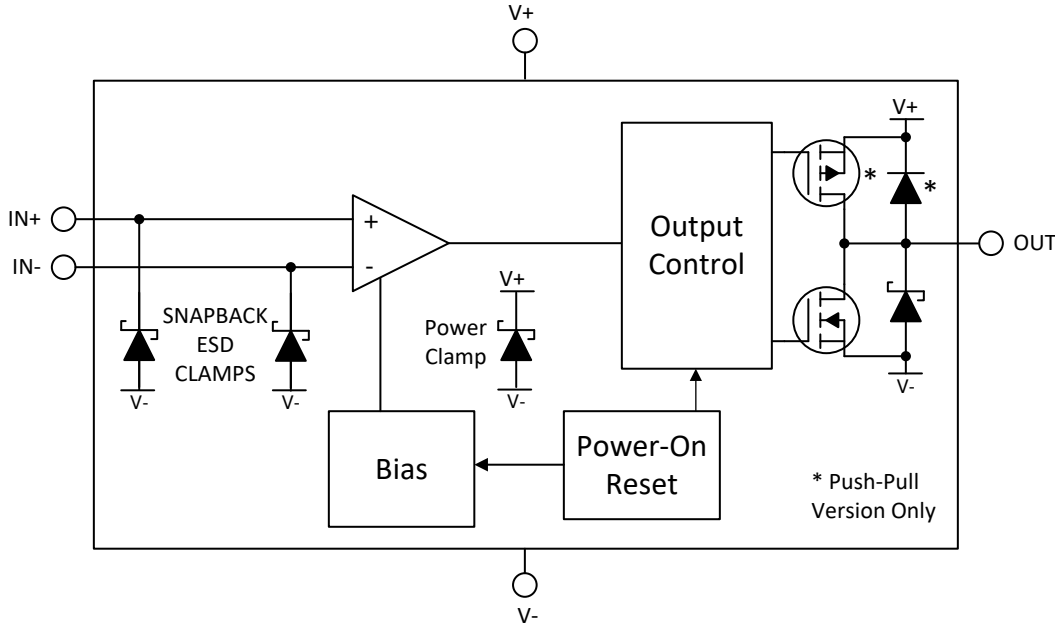 V+
IN+
IN-
+
-
SNAPBACK
ESD
CLAMPS
V-
V-
V+
Power
Clamp
V-
Output
Control
V+
*
*
OUT
V-
Bias
Power-On
Reset
* Push-Pull
Version Only
V-